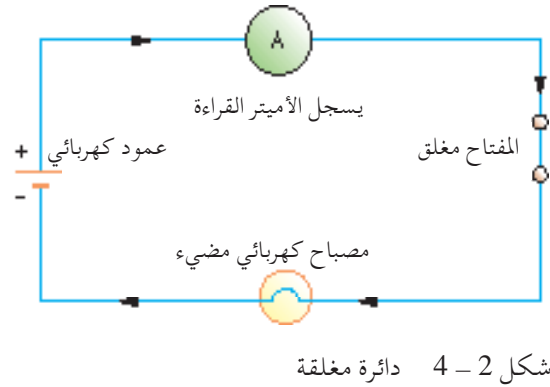 A
يسجل الأميتر القراءة
المفتاح مغلق
+ عمود كهربائي
-
مصباح كهربائي مضيء
شكل 2 – 4 دائرة مغلقة